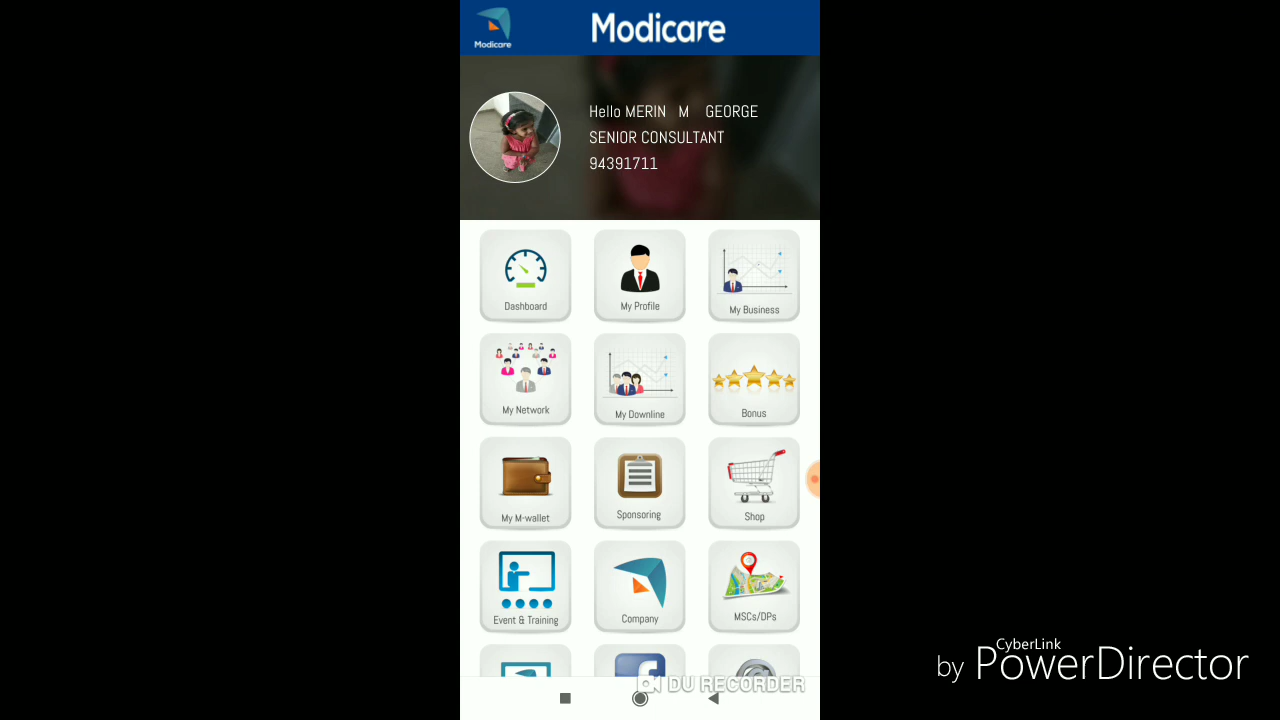 Modicare
Modicare
Hello MERIN M GEORGE
SENIOR CONSULTANT
94391711
Dashboard
My Profile
My Business
My Network
My Downline
Bonus
My M-wallet
Sponsoring
Shop
Event & Training
Company
MSCs/DPs
DU RECORDER
CyberLink
by PowerDirector